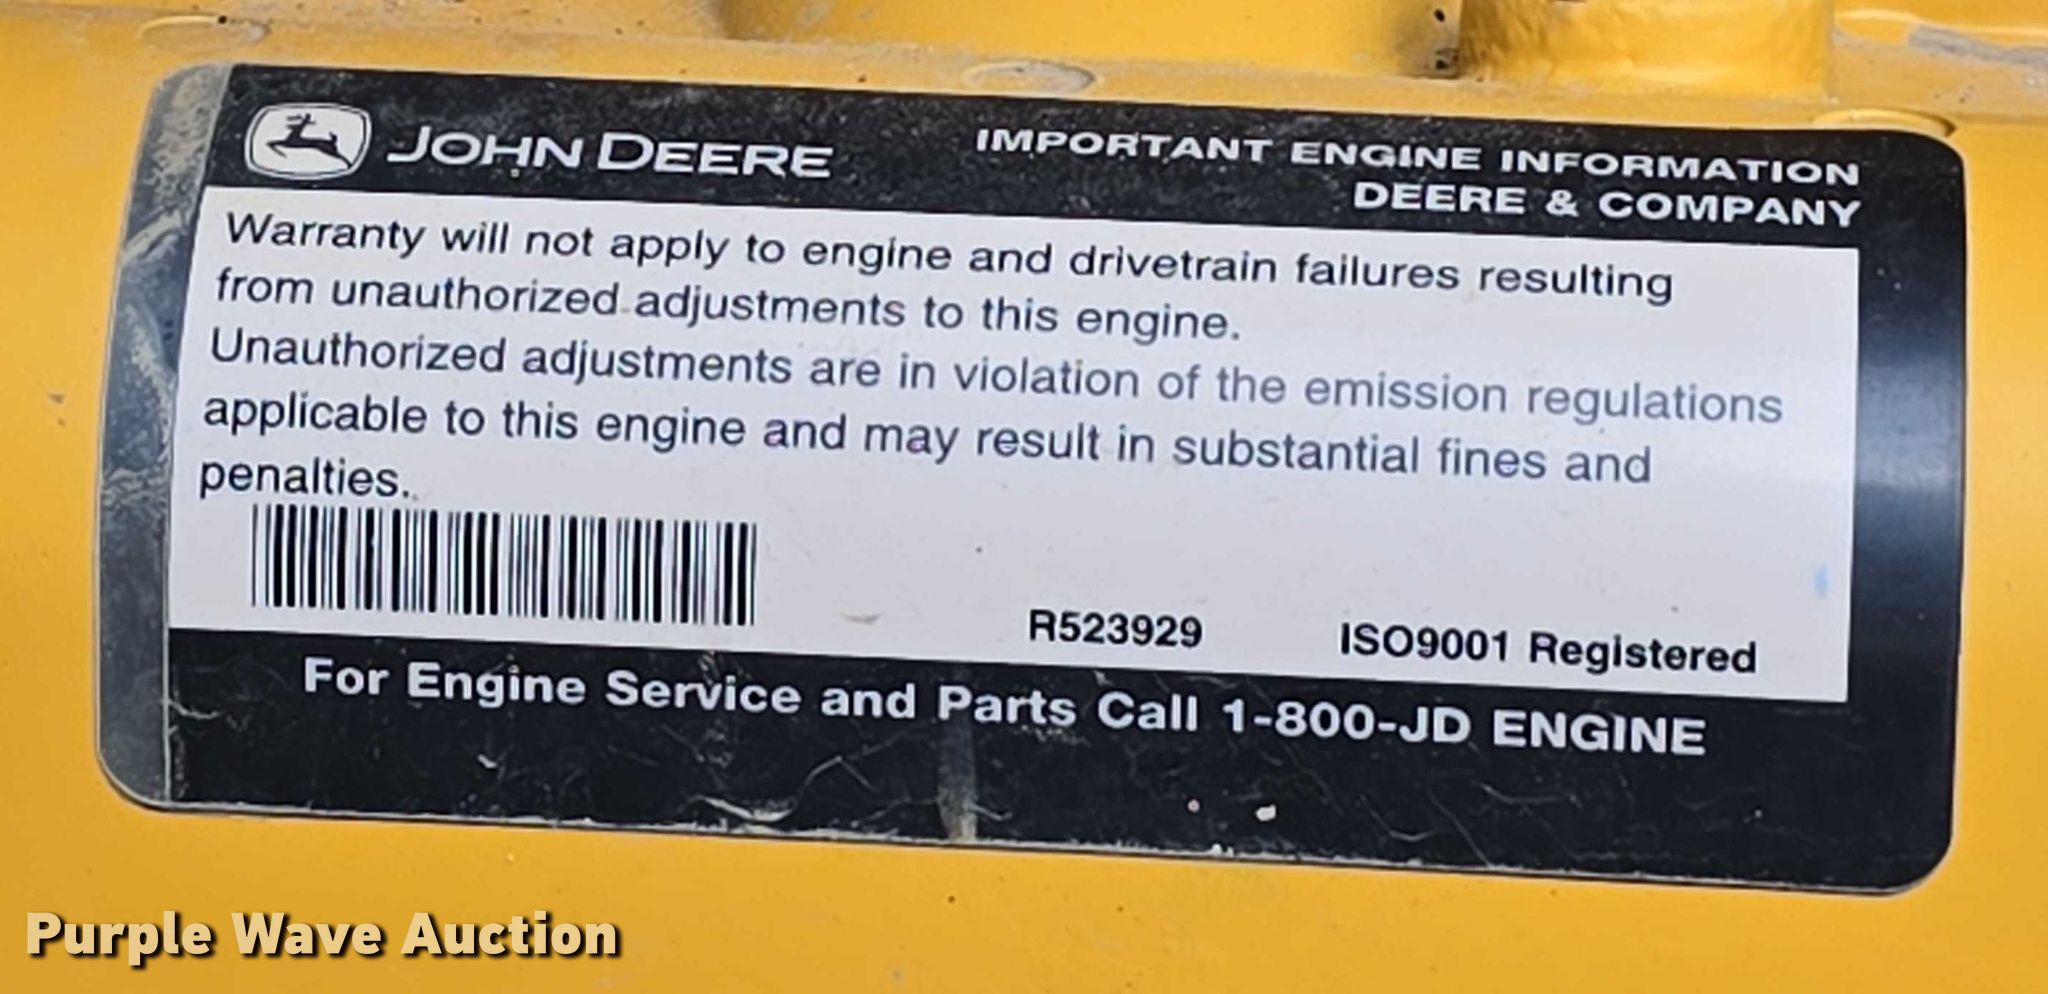 JOHN DEERE
IMPORTANT ENGINE INFORMATION
DEERE & COMPANY
Warranty will not apply to engine and drivetrain failures resulting
from unauthorized adjustments to this engine.
Unauthorized adjustments are in violation of the emission regulations
applicable to this engine and may result in substantial fines and
penalties.
R523929 ISO9001 Registered
For Engine Service and Parts Call 1-800-JD ENGINE
Purple Wave Auction